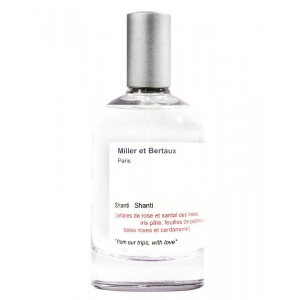 Miller et Bertaux
Paris
Shanti Shanti
(pétales de rose et santal des Indes,
iris pâle, feuilles de patchouli,
baies roses et cardamome)
"from our trips, with love"